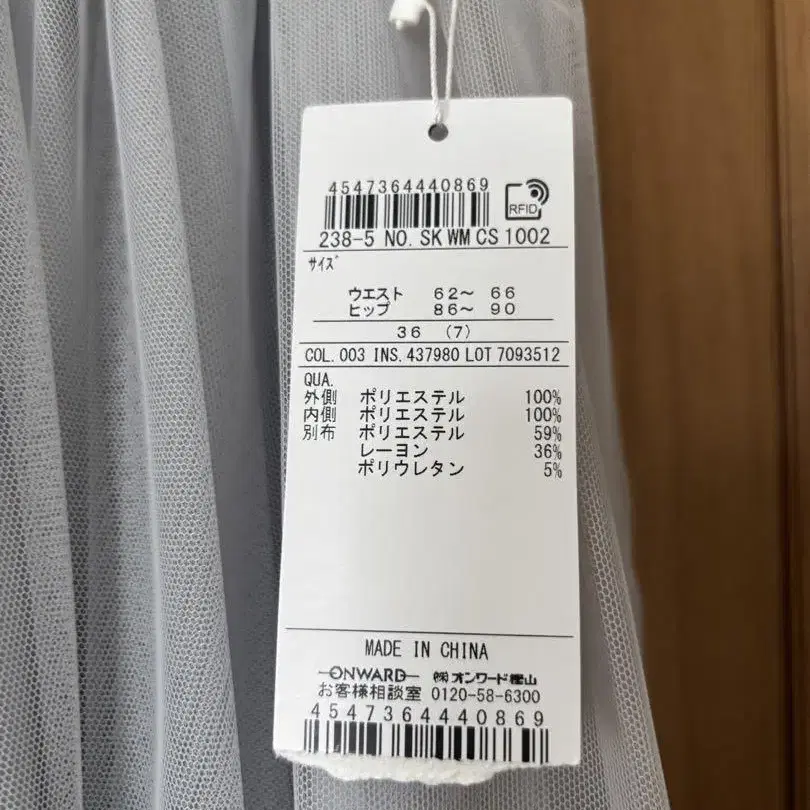 4547364440869
RFID
238-5 NO. SK WM CS 1002
ｻｲｽﾞ
ウエスト 62～ 66
ヒップ 86～ 90
36 (7)
COL. 003 INS. 437980 LOT 7093512
QUA.
外側 ポリエステル 100%
内側 ポリエステル 100%
別布 ポリエステル 59%
レーヨン 36%
ポリウレタン 5%
MADE IN CHINA
ONWARD ㈱オンワード樫山
お客様相談室 0120-58-6300
4547364440869